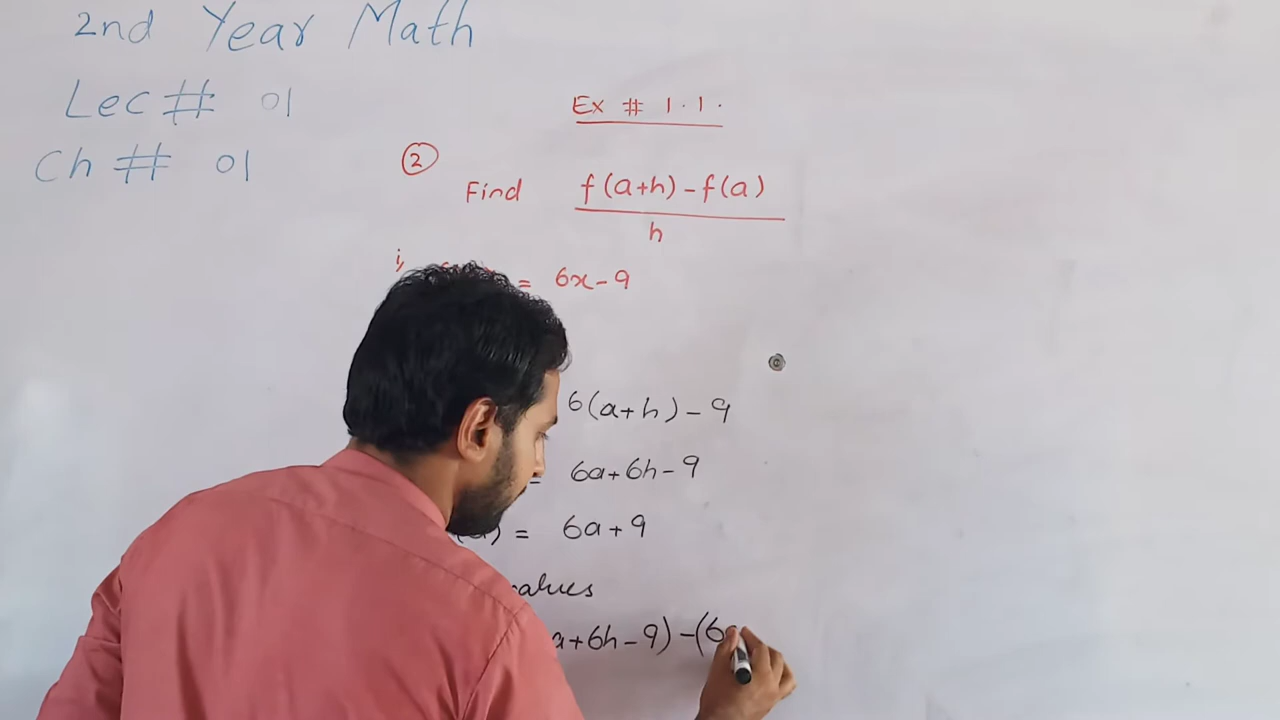 2nd Year Math
Lec # 01
Ch # 01
Ex # 1.1.
②
Find f(a+h)-f(a)
h
i, = 6x-9
6(a+h)-9
= 6a+6h-9
(a) = 6a+9
values
a+6h-9)-(6a